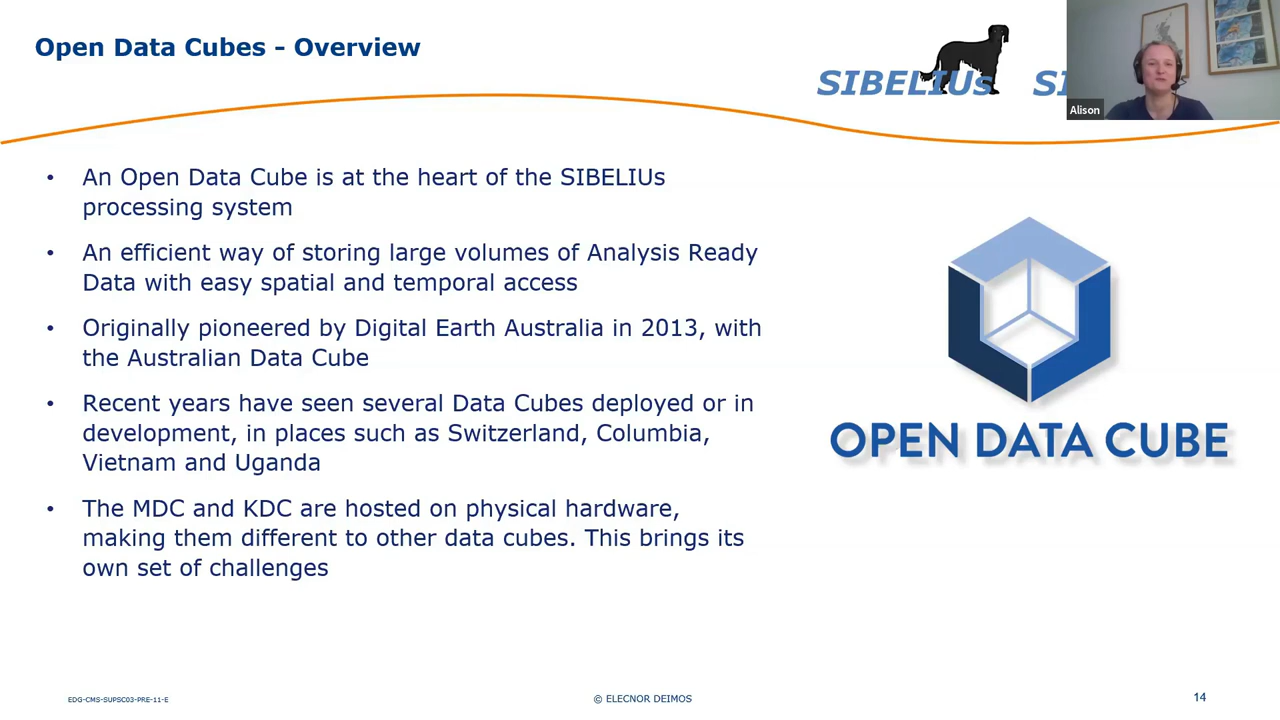 Open Data Cubes - Overview
SIBELIUs
SI
Alison
• An Open Data Cube is at the heart of the SIBELIUs
processing system
• An efficient way of storing large volumes of Analysis Ready
Data with easy spatial and temporal access
• Originally pioneered by Digital Earth Australia in 2013, with
the Australian Data Cube
• Recent years have seen several Data Cubes deployed or in
development, in places such as Switzerland, Columbia,
Vietnam and Uganda
• The MDC and KDC are hosted on physical hardware,
making them different to other data cubes. This brings its
own set of challenges
OPEN DATA CUBE
EDG-CMS-SUPSC03-PRE-11-E
© ELECNOR DEIMOS
14